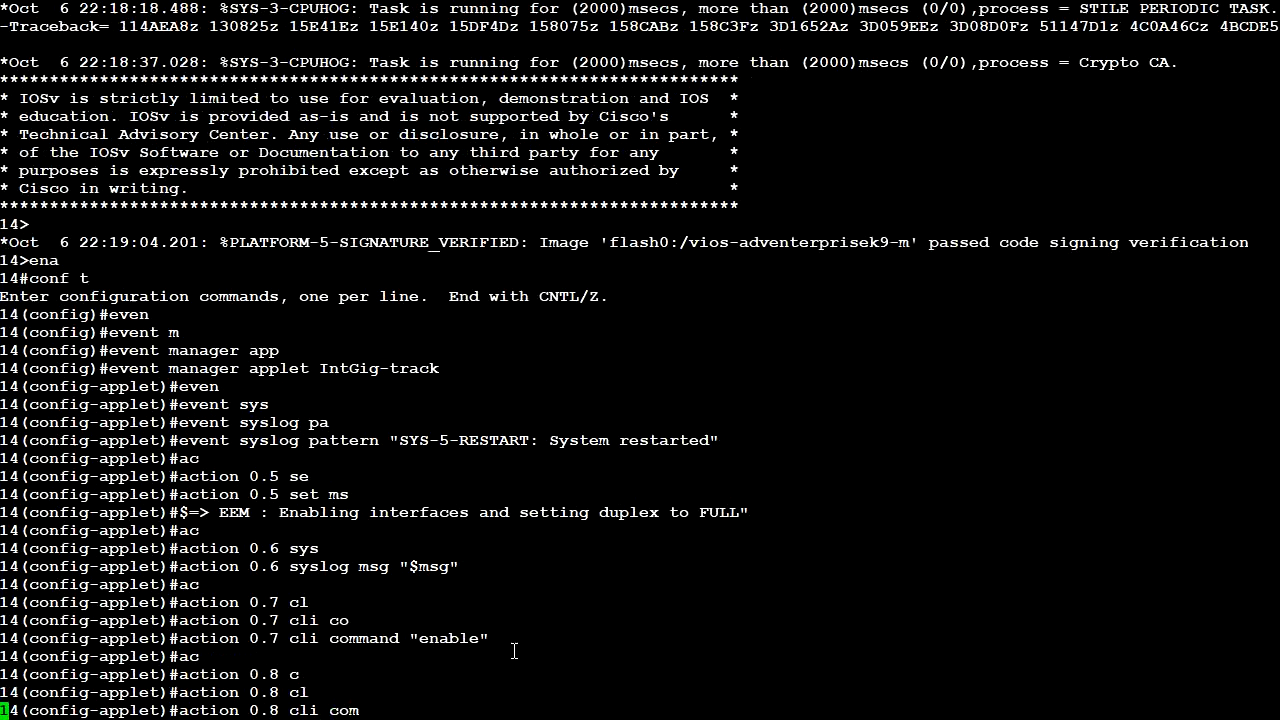 *Oct  6 22:18:18.488: %SYS-3-CPUHOG: Task is running for (2000)msecs, more than (2000)msecs (0/0),process = STILE PERIODIC TASK.
-Traceback= 114AEA8z 130825z 15E41Ez 15E140z 15DF4Dz 158075z 158CABz 158C3Fz 3D1652Az 3D059EEz 3D08D0Fz 51147D1z 4C0A46Cz 4BCDE5
*Oct  6 22:18:37.028: %SYS-3-CPUHOG: Task is running for (2000)msecs, more than (2000)msecs (0/0),process = Crypto CA.
**************************************************************************
* IOSv is strictly limited to use for evaluation, demonstration and IOS  *
* education. IOSv is provided as-is and is not supported by Cisco's      *
* Technical Advisory Center. Any use or disclosure, in whole or in part, *
* of the IOSv Software or Documentation to any third party for any       *
* purposes is expressly prohibited except as otherwise authorized by     *
* Cisco in writing.                                                      *
**************************************************************************
14>
*Oct  6 22:19:04.201: %PLATFORM-5-SIGNATURE_VERIFIED: Image 'flash0:/vios-adventerprisek9-m' passed code signing verification
14>ena
14#conf t
Enter configuration commands, one per line.  End with CNTL/Z.
14(config)#even
14(config)#event m
14(config)#event manager app
14(config)#event manager applet IntGig-track
14(config-applet)#even
14(config-applet)#event sys
14(config-applet)#event syslog pa
14(config-applet)#event syslog pattern "SYS-5-RESTART: System restarted"
14(config-applet)#ac
14(config-applet)#action 0.5 se
14(config-applet)#action 0.5 set ms
14(config-applet)#$=> EEM : Enabling interfaces and setting duplex to FULL"
14(config-applet)#ac
14(config-applet)#action 0.6 sys
14(config-applet)#action 0.6 syslog msg "$msg"
14(config-applet)#ac
14(config-applet)#action 0.7 cl
14(config-applet)#action 0.7 cli co
14(config-applet)#action 0.7 cli command "enable"
14(config-applet)#ac
14(config-applet)#action 0.8 c
14(config-applet)#action 0.8 cl
14(config-applet)#action 0.8 cli com